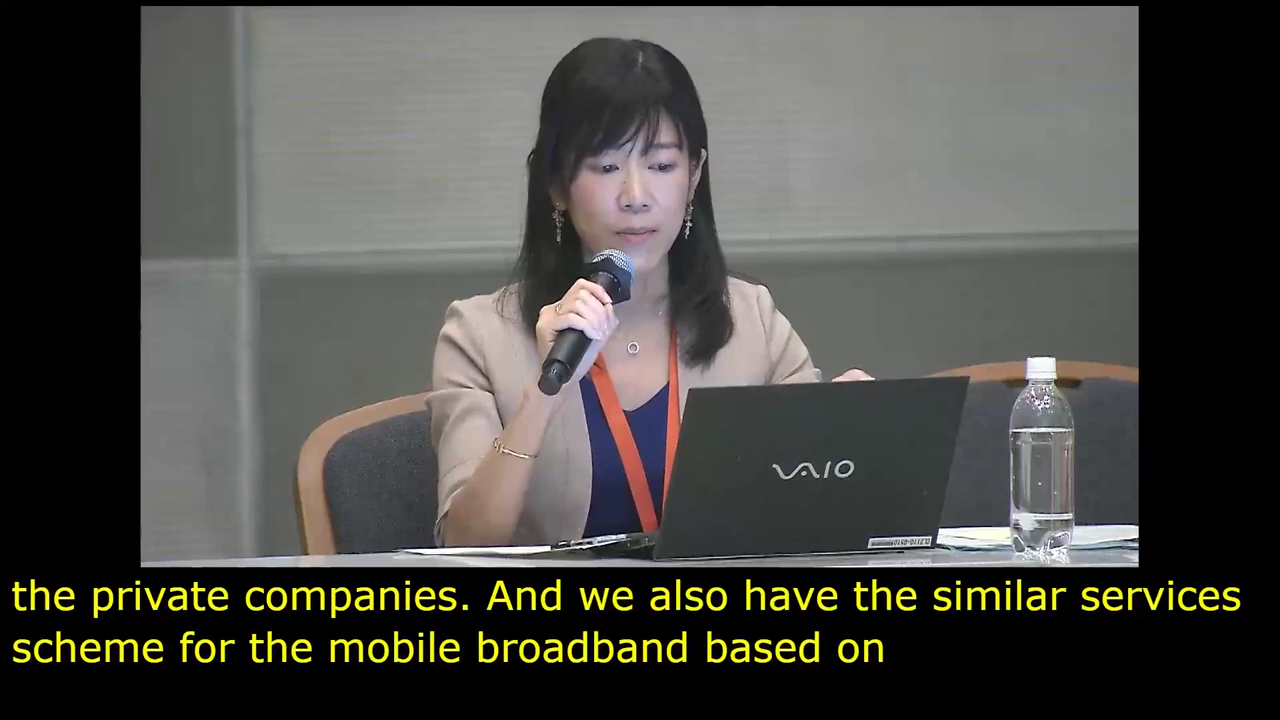 VAIO
the private companies. And we also have the similar services
scheme for the mobile broadband based on